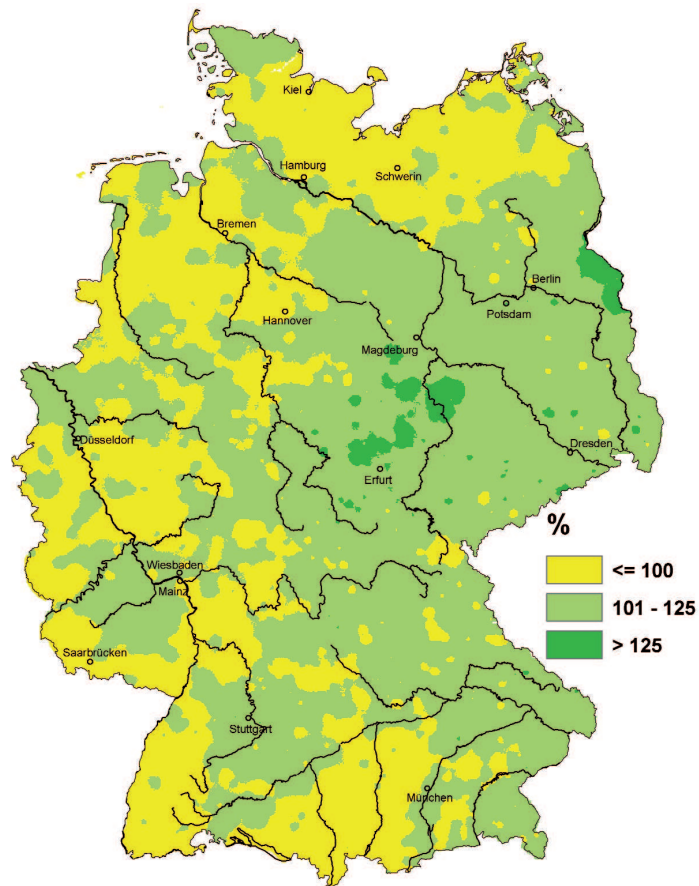 Kiel
Hamburg
Schwerin
Bremen
Berlin
Hannover
Potsdam
Magdeburg
Düsseldorf
Dresden
Erfurt
%
<= 100
Wiesbaden
Mainz
101 - 125
> 125
Saarbrücken
Stuttgart
München